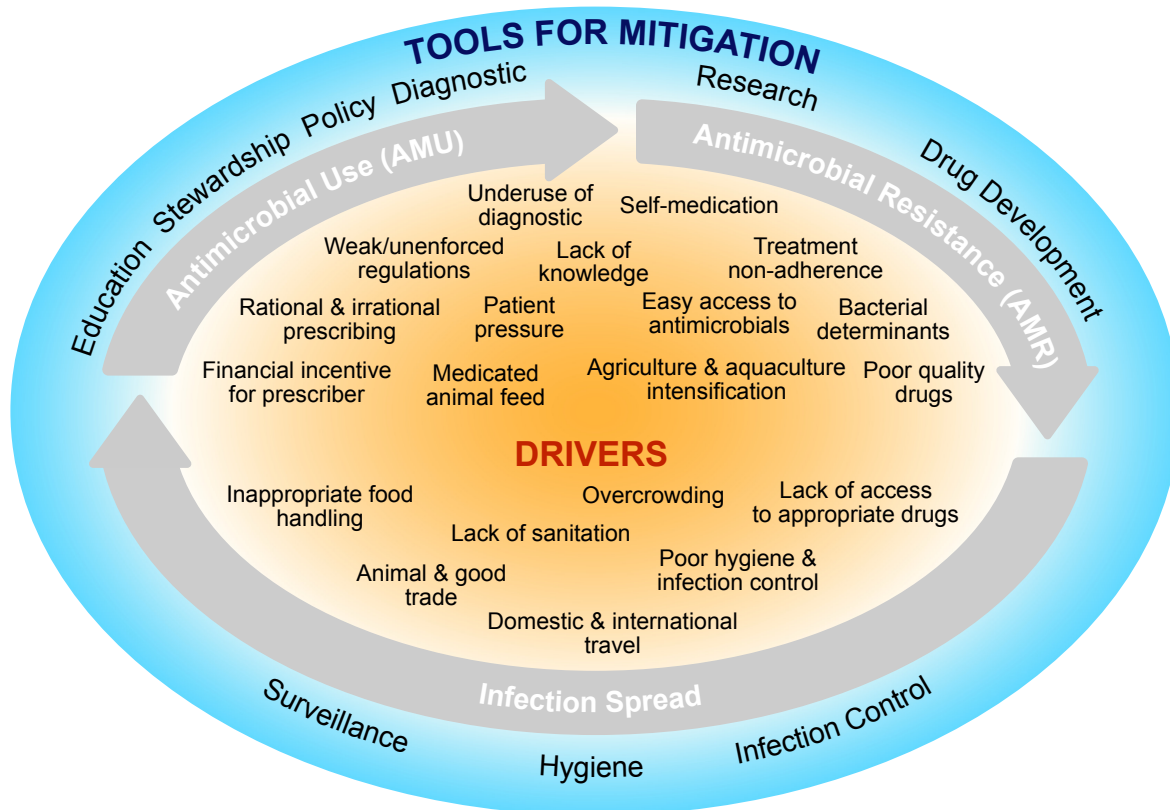 TOOLS FOR MITIGATION
Education
Stewardship
Policy
Diagnostic
Research
Drug Development
Antimicrobial Use (AMU)
Antimicrobial Resistance (AMR)
Underuse of
diagnostic
Self-medication
Weak/unenforced
regulations
Lack of
knowledge
Treatment
non-adherence
Rational & irrational
prescribing
Patient
pressure
Easy access to
antimicrobials
Bacterial
determinants
Financial incentive
for prescriber
Medicated
animal feed
Agriculture & aquaculture
intensification
Poor quality
drugs
DRIVERS
Inappropriate food
handling
Overcrowding
Lack of access
to appropriate drugs
Lack of sanitation
Animal & good
trade
Poor hygiene &
infection control
Domestic & international
travel
Infection Spread
Surveillance
Hygiene
Infection Control